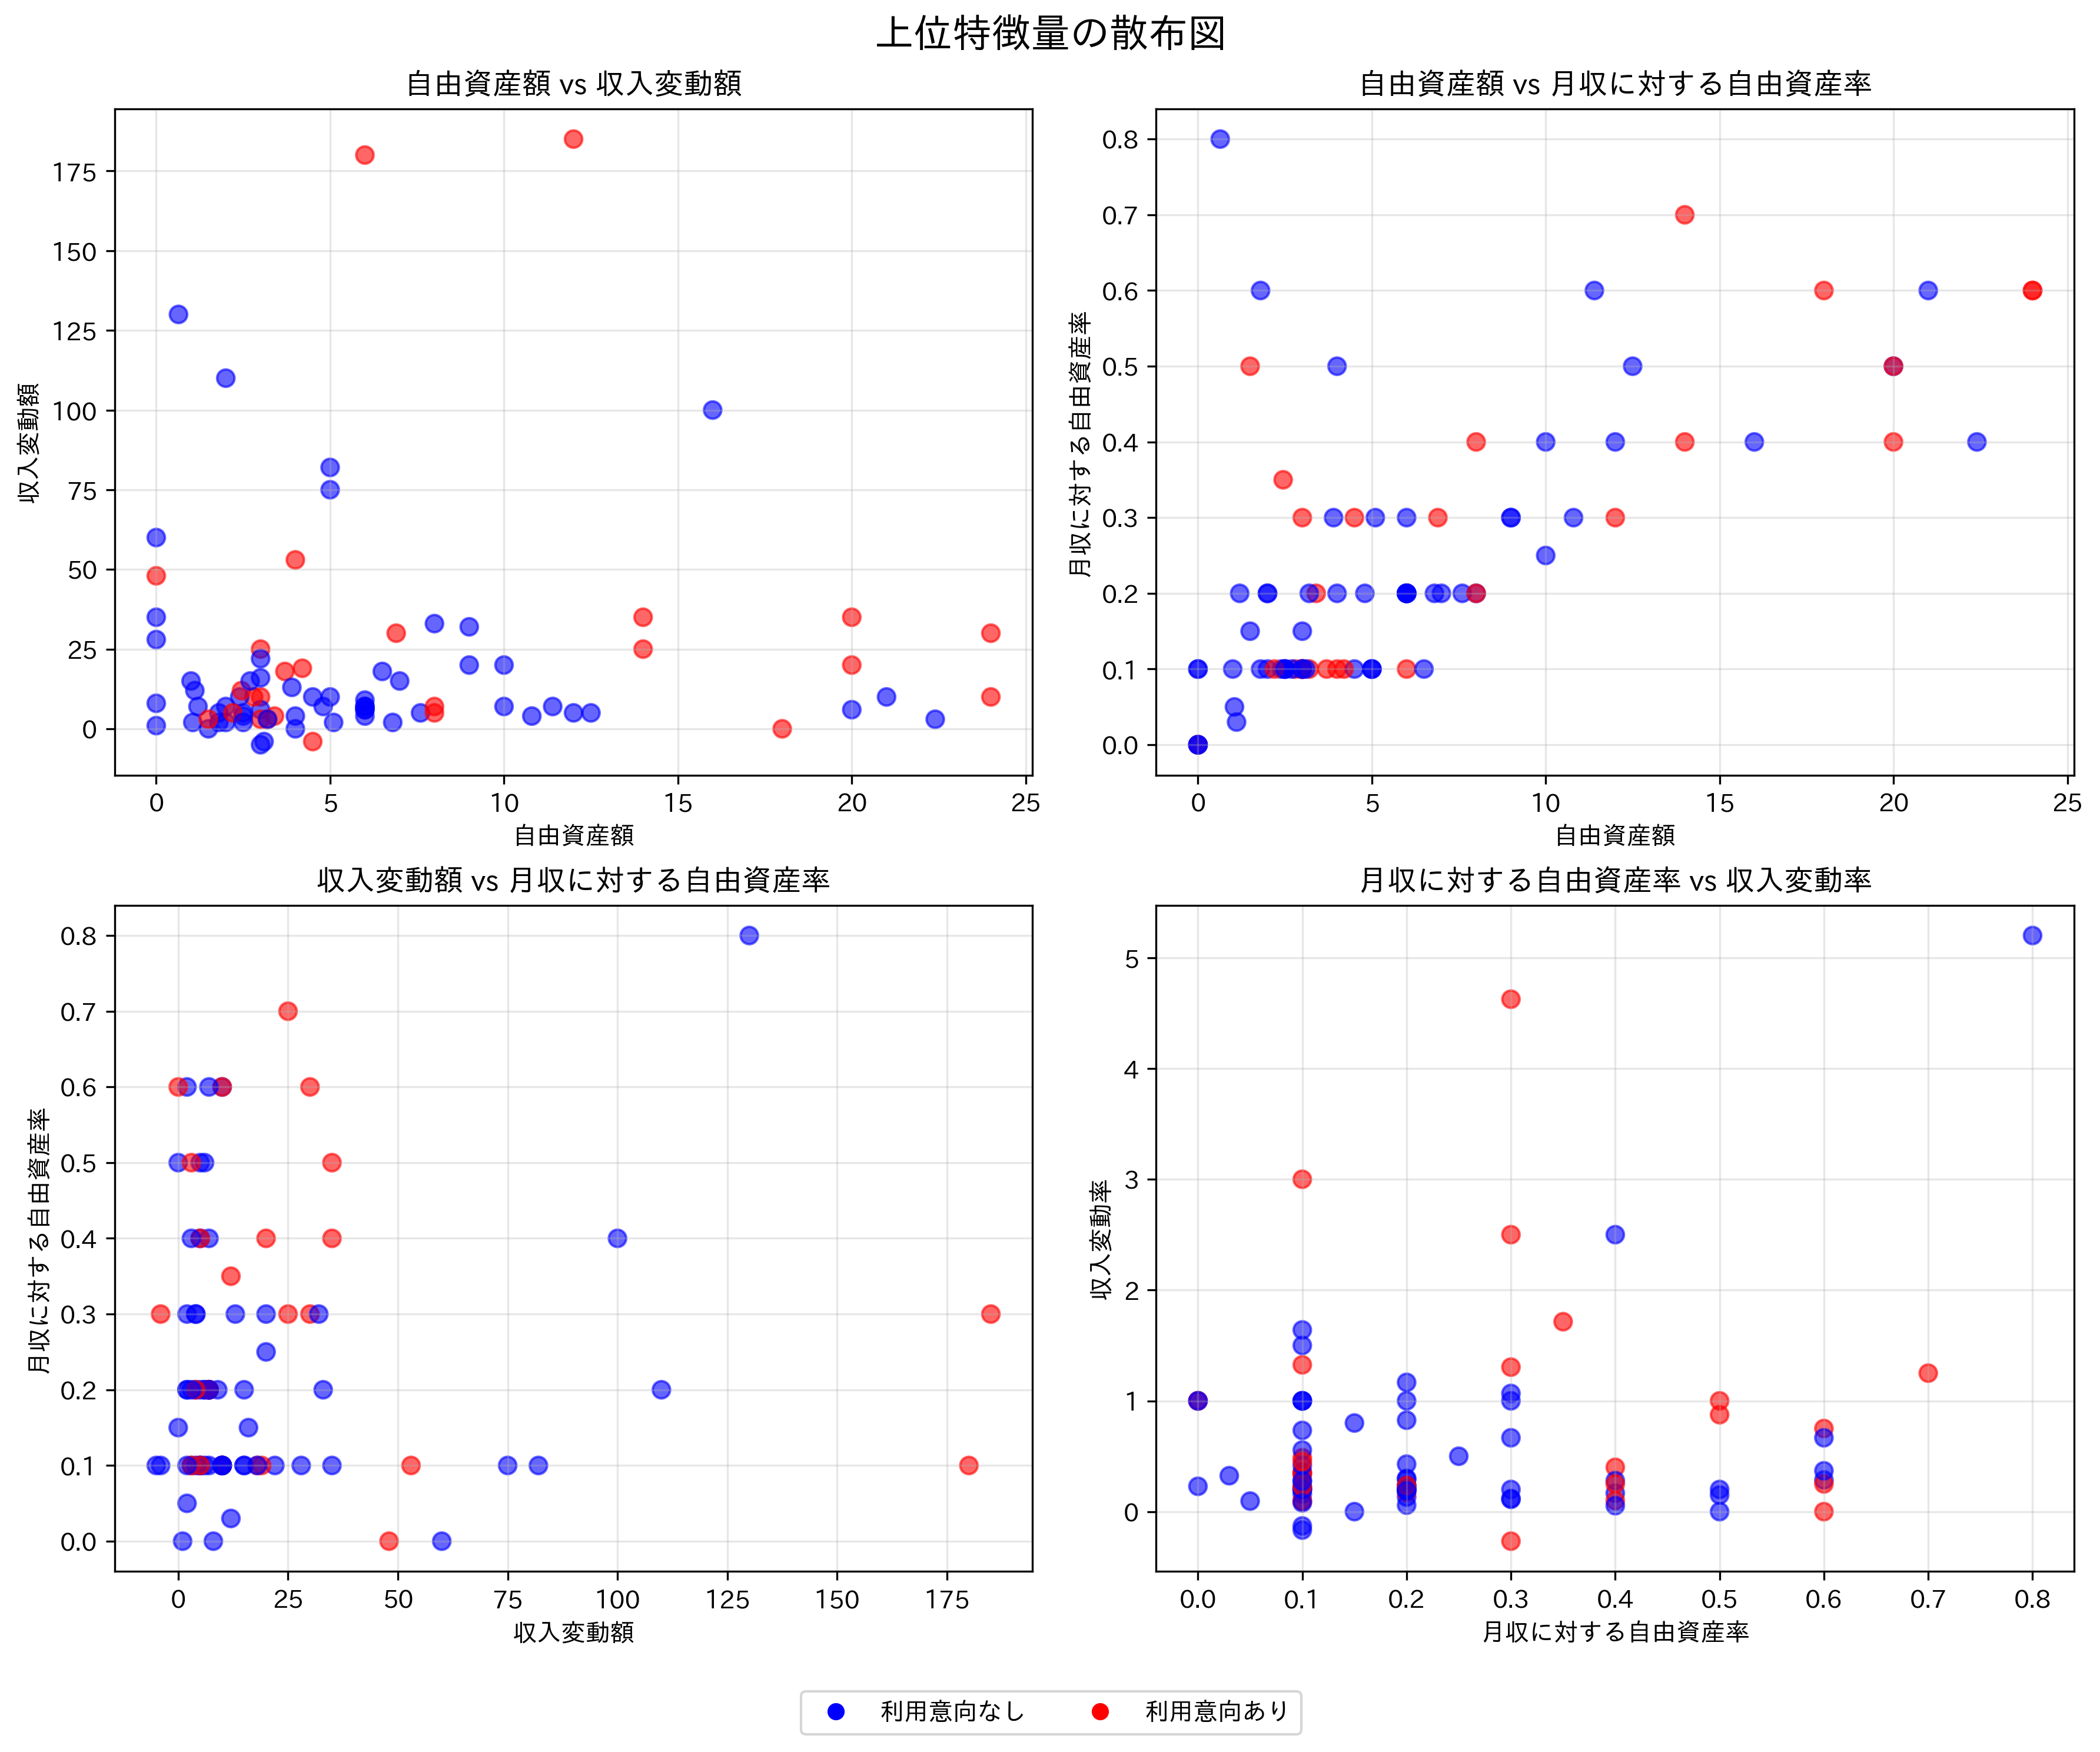 上位特徴量の散布図
自由資産額 vs 収入変動額
収入変動額
175
150
125
100
75
50
25
0
0 5 10 15 20 25
自由資産額
自由資産額 vs 月収に対する自由資産率
月収に対する自由資産率
0.8
0.7
0.6
0.5
0.4
0.3
0.2
0.1
0.0
0 5 10 15 20 25
自由資産額
収入変動額 vs 月収に対する自由資産率
月収に対する自由資産率
0.8
0.7
0.6
0.5
0.4
0.3
0.2
0.1
0.0
0 25 50 75 100 125 150 175
収入変動額
月収に対する自由資産率 vs 収入変動率
収入変動率
5
4
3
2
1
0
0.0 0.1 0.2 0.3 0.4 0.5 0.6 0.7 0.8
月収に対する自由資産率
利用意向なし 利用意向あり